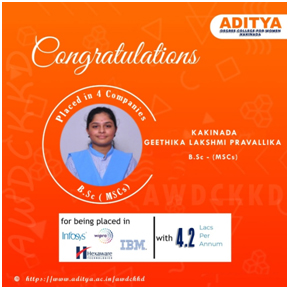 ADITYA
DEGREE COLLEGE FOR WOMEN
KAKINADA
Congratulations
Placed in 4 Companies
B.Sc ( MSCs)
KAKINADA
GEETHIKA LAKSHMI PRAVALLIKA
B.Sc - (MSCs)
for being placed in
Infosys
wipro
IBM
Hexaware
TECHNOLOGIES
with 4.2 Lacs Per Annum
AWDCKKD
https://www.aditya.ac.in/awdckkd